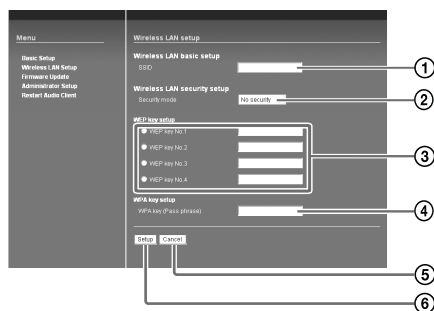 Menu
Basic Setup
Wireless LAN Setup
Firmware Update
Administrator Setup
Restart Audio Client
Wireless LAN setup
Wireless LAN basic setup
SSID
1
Wireless LAN security setup
Security mode
No security
2
WEP key setup
WEP key No.1
WEP key No.2
WEP key No.3
WEP key No.4
3
WPA key setup
WPA key (Pass phrase)
4
Setup
Cancel
5
6